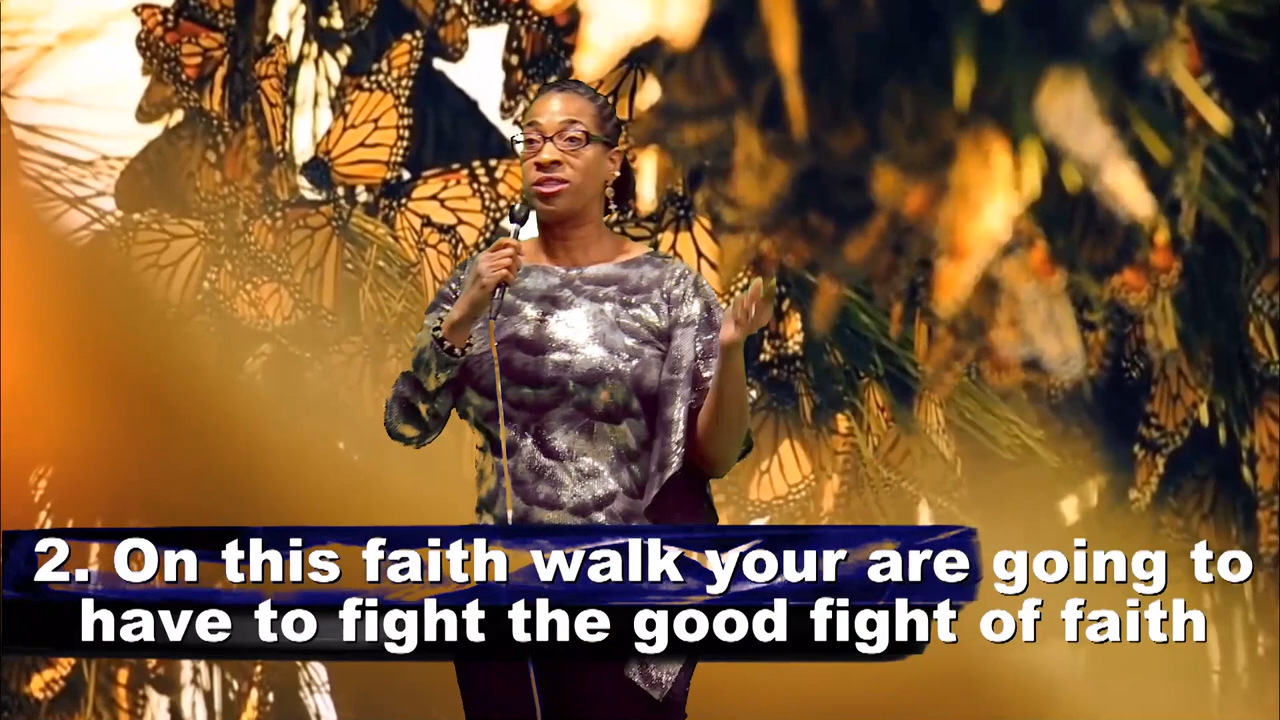 2. On this faith walk your are going to
have to fight the good fight of faith